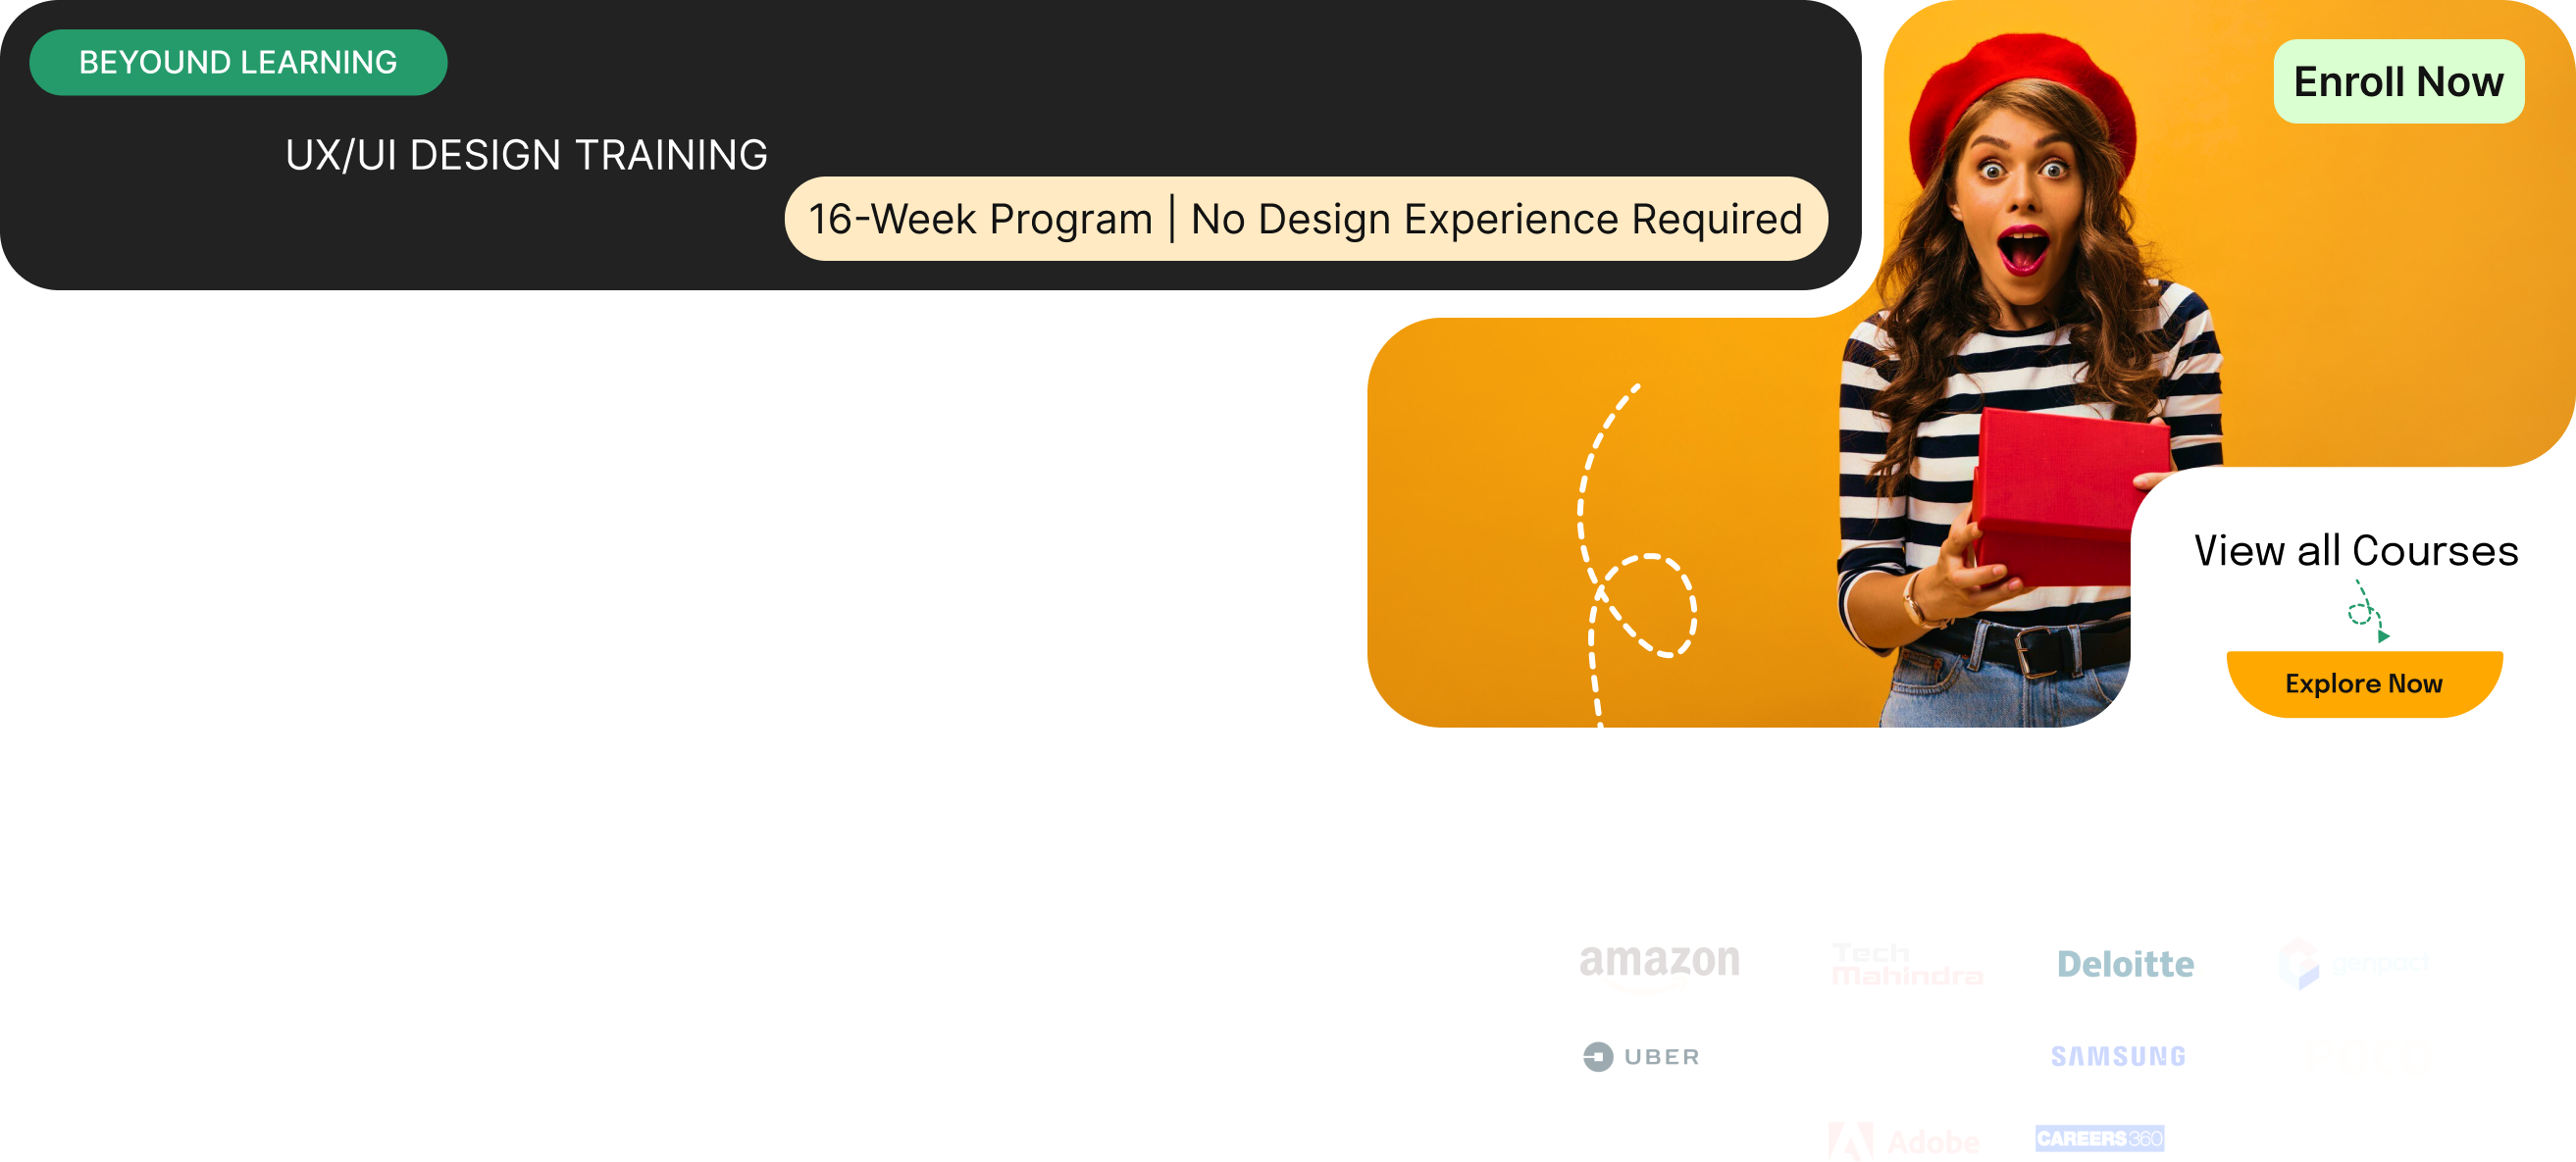 BEYOUND LEARNING
UX/UI DESIGN TRAINING
16-Week Program | No Design Experience Required
Enroll Now
View all Courses
Explore Now
amazon
Tech
Mahindra
Deloitte
genpact
UBER
SAMSUNG
Adobe
CAREERS360